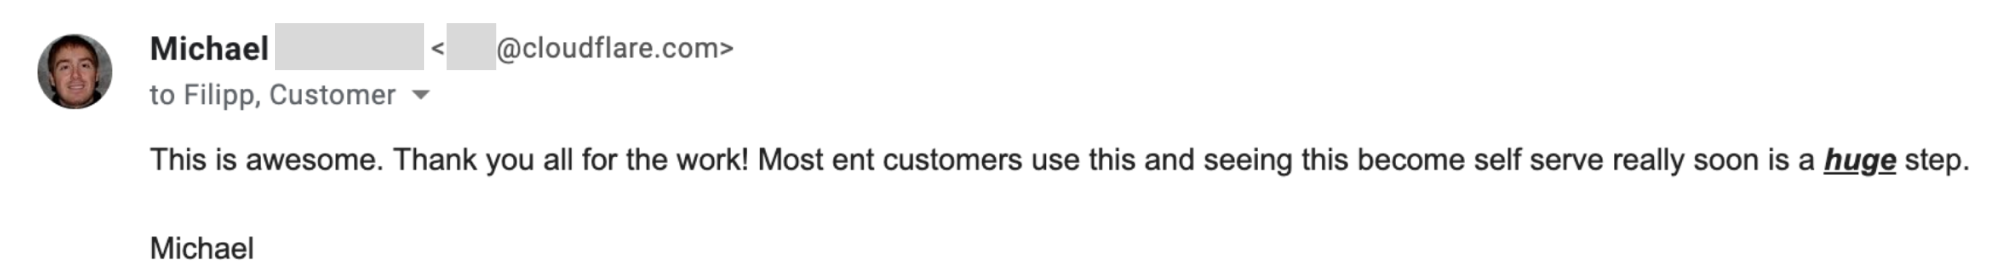 Michael < @cloudflare.com>
to Filipp, Customer
This is awesome. Thank you all for the work! Most ent customers use this and seeing this become self serve really soon is a huge step.
Michael